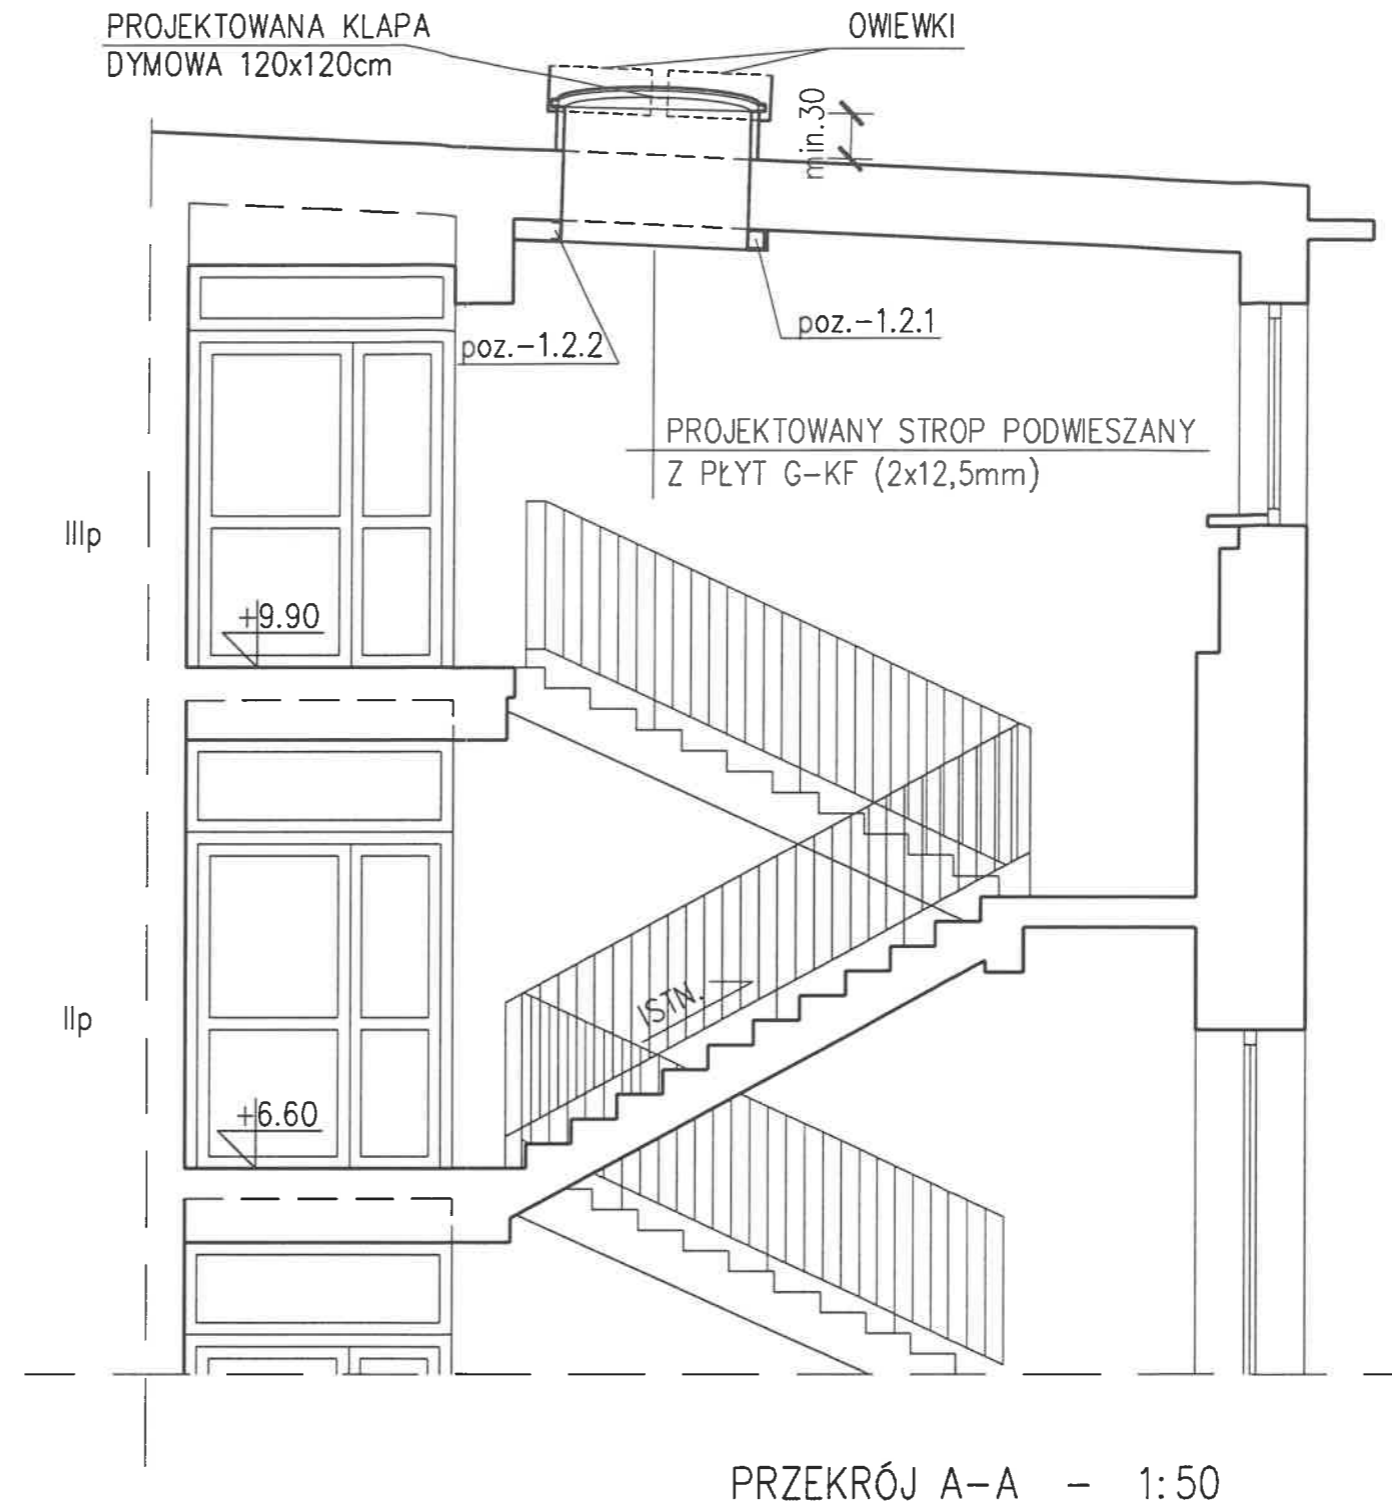 PROJEKTOWANA KLAPA
DYMOWA 120x120cm
OWIEWKI
min.30
poz.-1.2.2
poz.-1.2.1
PROJEKTOWANY STROP PODWIESZANY
Z PŁYT G-KF (2x12,5mm)
IIIp
+9.90
ISTN.
IIp
+6.60
PRZEKRÓJ A-A - 1:50